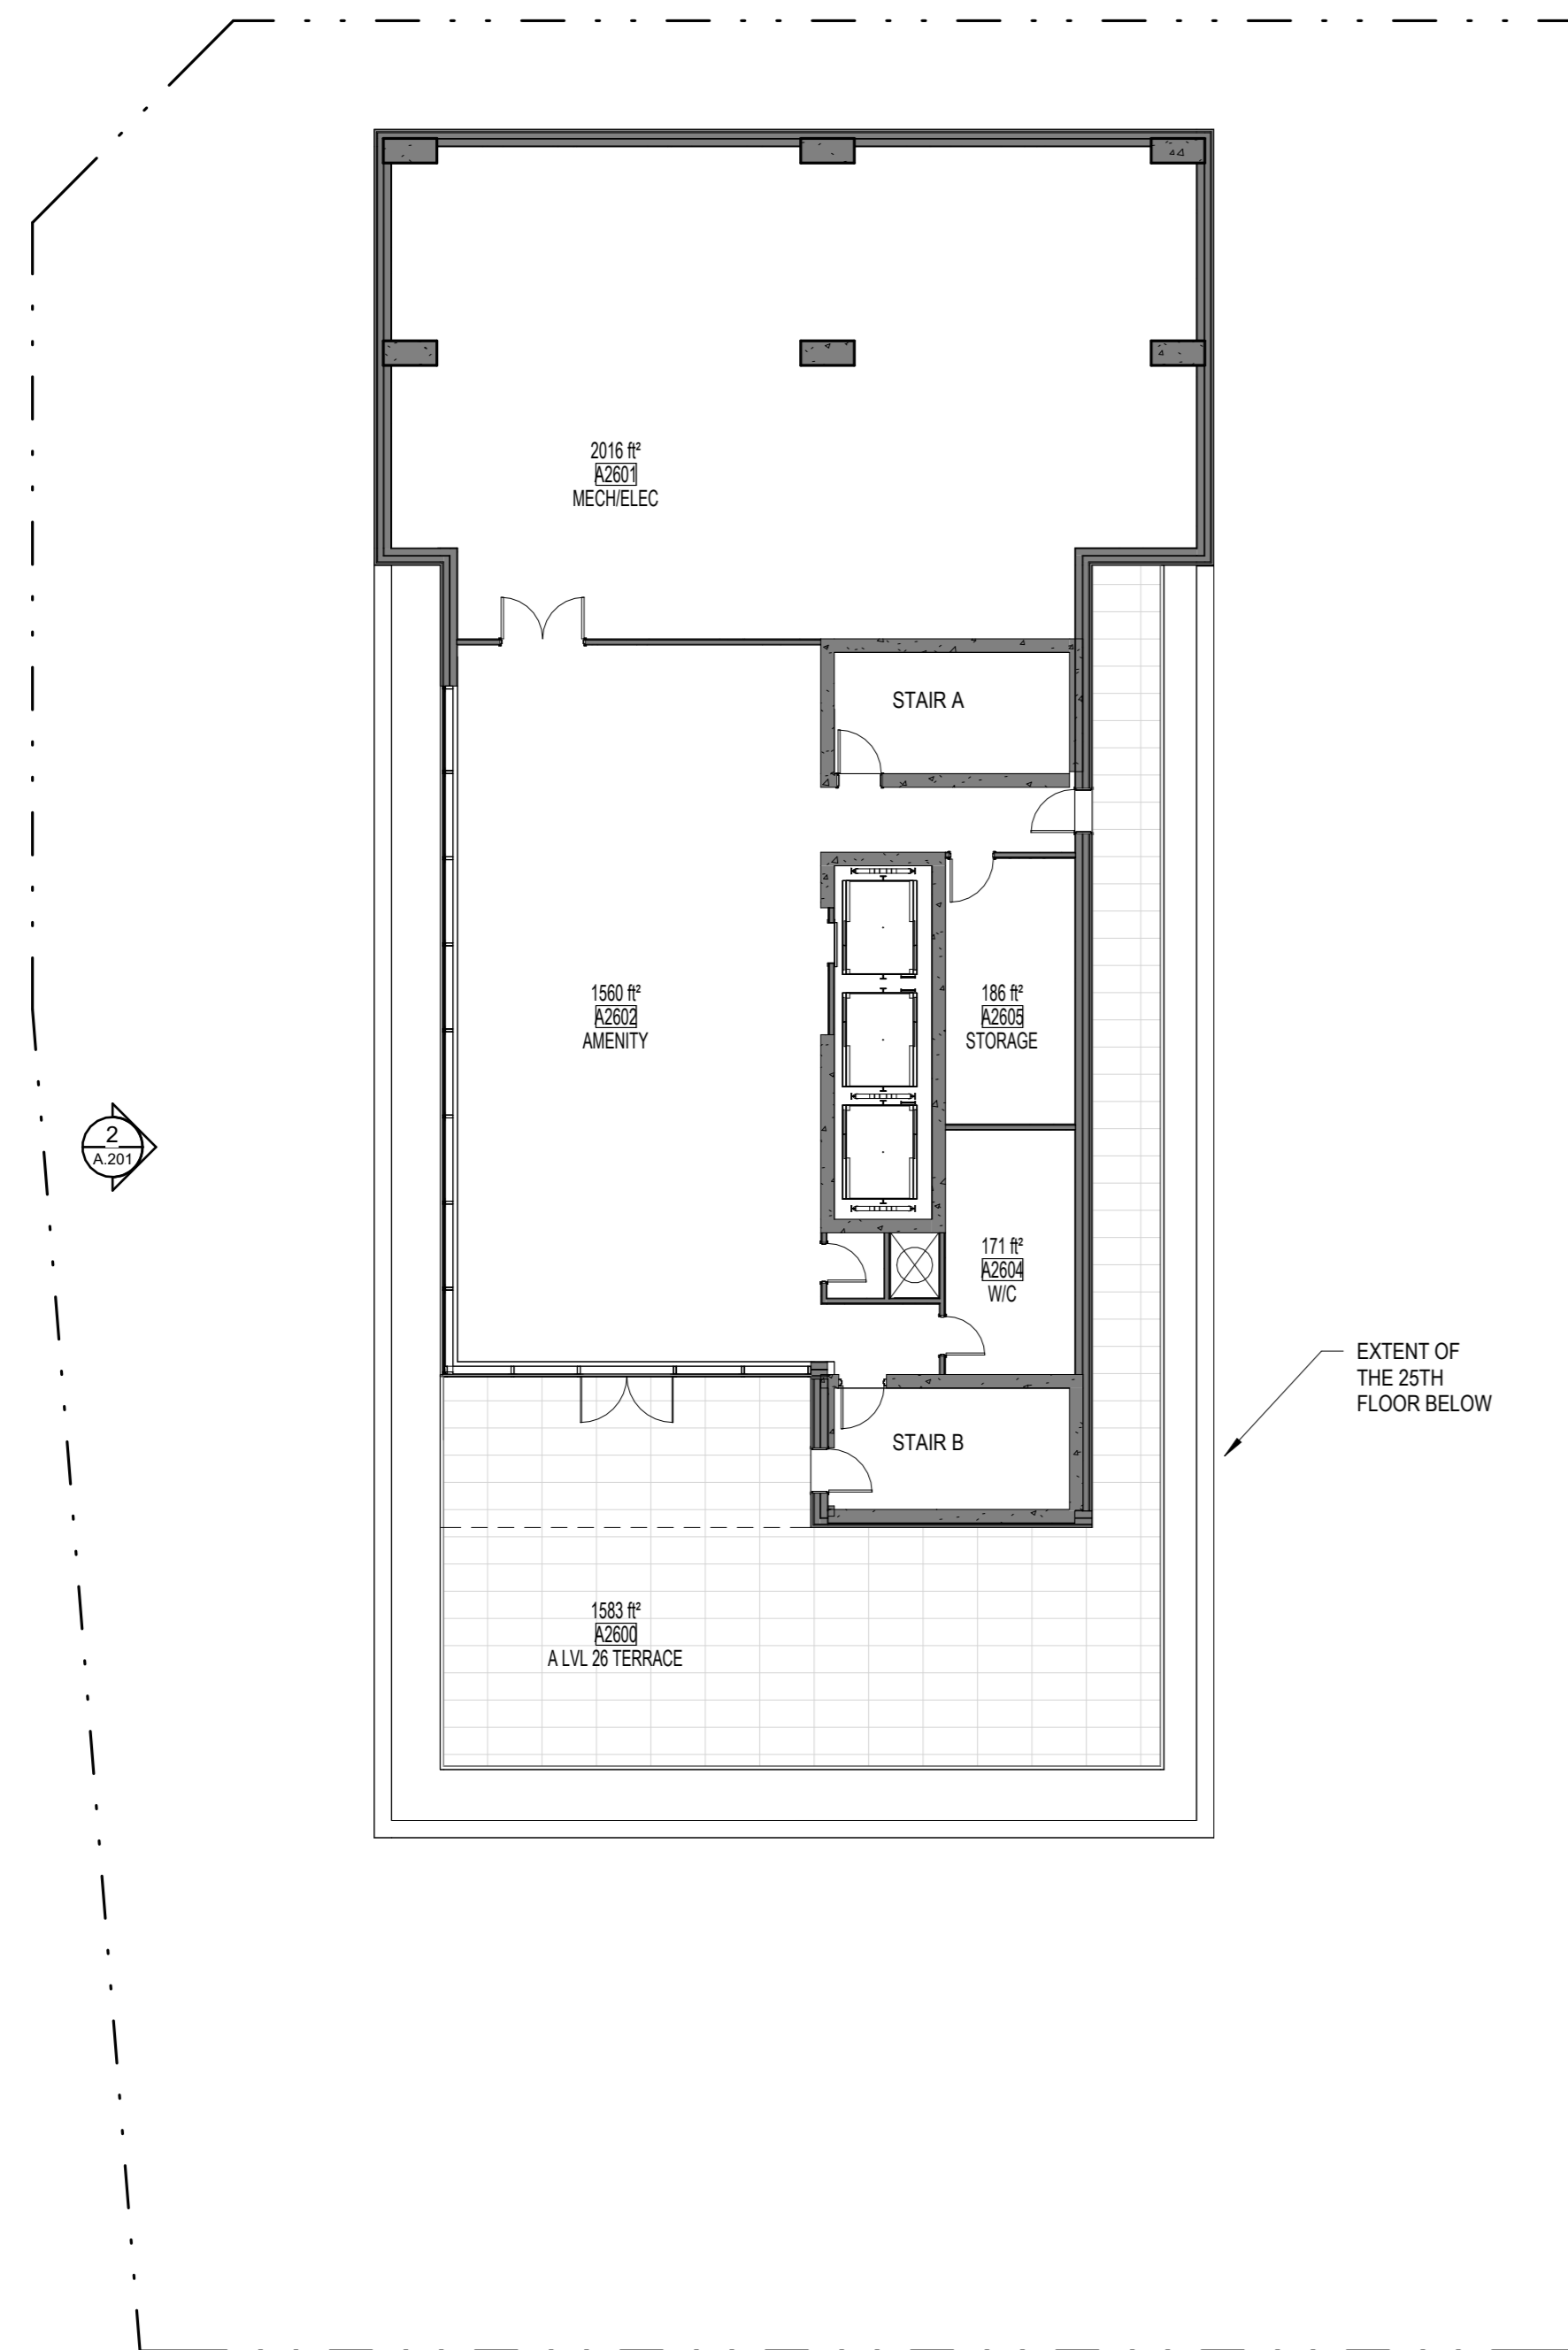 2016 ft²
A2601
MECH/ELEC
STAIR A
1560 ft²
A2602
AMENITY
186 ft²
A2605
STORAGE
2
A.201
171 ft²
A2604
W/C
EXTENT OF
THE 25TH
FLOOR BELOW
STAIR B
1583 ft²
A2600
A LVL 26 TERRACE